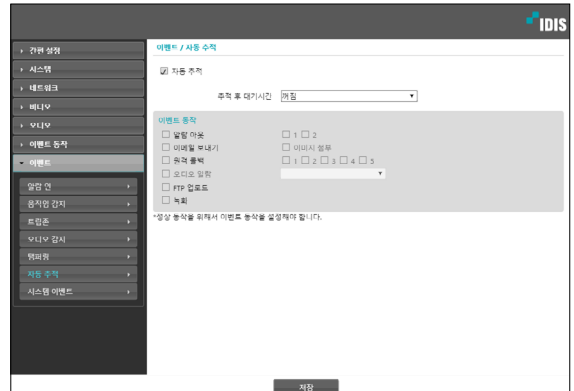 IDIS
간편 설정
시스템
네트워크
비디오
오디오
이벤트 동작
이벤트
알람 인
움직임 감지
트립존
오디오 감지
탬퍼링
자동 추적
시스템 이벤트
이벤트 / 자동 추적
자동 추적
추적 후 대기시간 꺼짐
이벤트 동작
알람 아웃 1 2
이메일 보내기 이미지 첨부
원격 콜백 1 2 3 4 5
오디오 알람
FTP 업로드
녹화
*정상 동작을 위해서 이벤트 동작을 설정해야 합니다.
저장